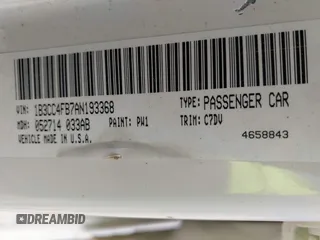 VIN: 1B3CC4FB7AN193368
TYPE: PASSENGER CAR
MDH: 052714 033AB
PAINT: PW1
TRIM: C7DV
VEHICLE MADE IN U.S.A.
4658843
DREAMBID